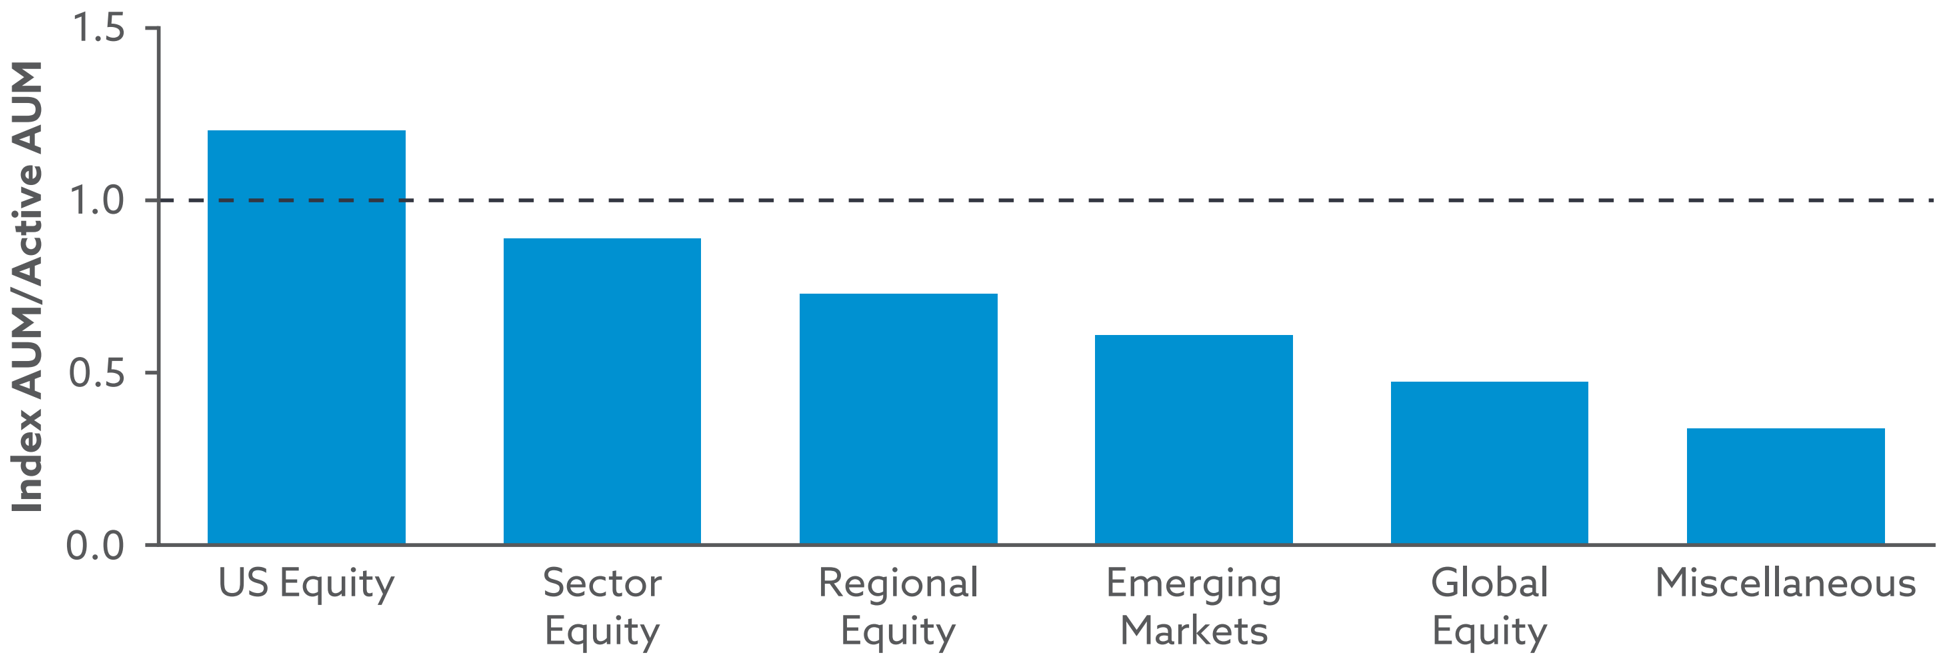 Index AUM/Active AUM
1.5
1.0
0.5
0.0
US Equity
Sector
Equity
Regional
Equity
Emerging
Markets
Global
Equity
Miscellaneous